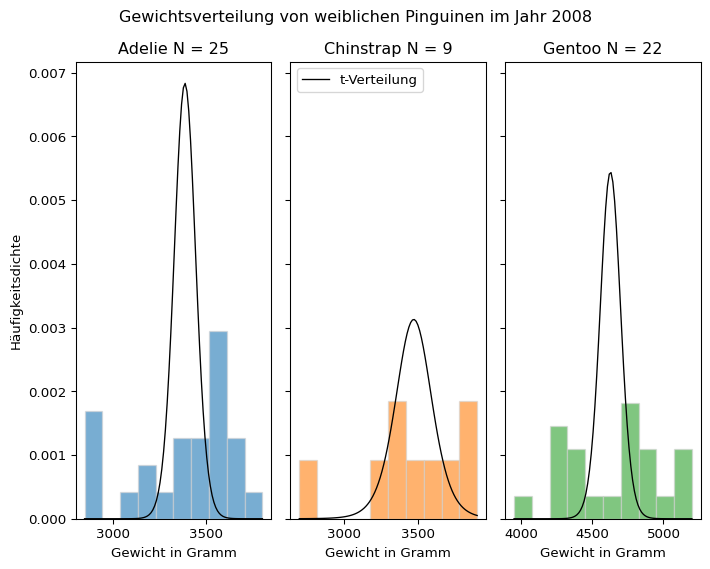 Gewichtsverteilung von weiblichen Pinguinen im Jahr 2008
Adelie N = 25
Chinstrap N = 9
Gentoo N = 22
t-Verteilung
Häufigkeitsdichte
0.007
0.006
0.005
0.004
0.003
0.002
0.001
0.000
3000 3500
3000 3500
4000 4500 5000
Gewicht in Gramm
Gewicht in Gramm
Gewicht in Gramm